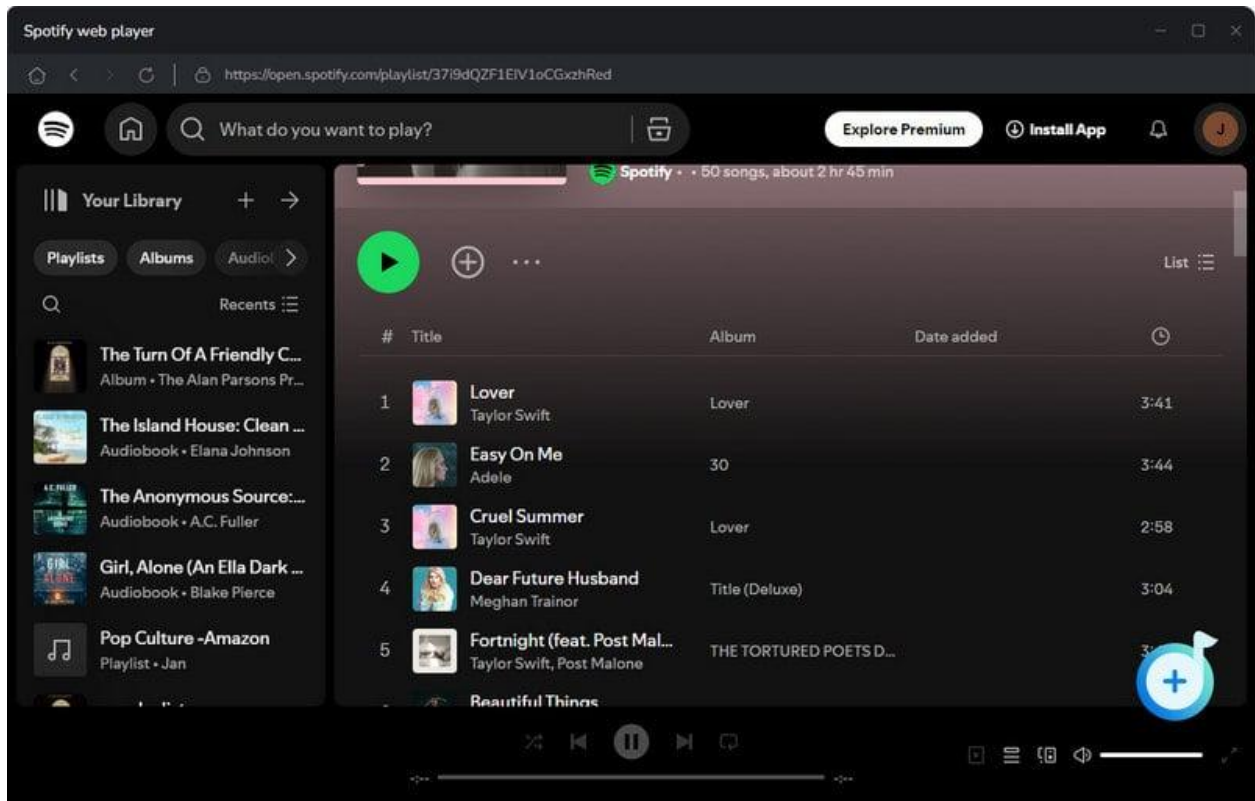 Spotify web player
https://open.spotify.com/playlist/37i9dQZF1EIV1oCGxzhRed
What do you want to play?
Explore Premium
Install App
J
Your Library
Playlists
Albums
Recents
The Turn Of A Friendly C...
Album • The Alan Parsons Pr...
The Island House: Clean ...
Audiobook • Elana Johnson
The Anonymous Source:...
Audiobook • A.C. Fuller
Girl, Alone (An Ella Dark ...
Audiobook • Blake Pierce
Pop Culture -Amazon
Playlist • Jan
Spotify • • 50 songs, about 2 hr 45 min
List
# Title Album Date added
1 Lover Lover 3:41
Taylor Swift
2 Easy On Me 30 3:44
Adele
3 Cruel Summer Lover 2:58
Taylor Swift
4 Dear Future Husband Title (Deluxe) 3:04
Meghan Trainor
5 Fortnight (feat. Post Mal... THE TORTURED POETS D...
Taylor Swift, Post Malone
Beautiful Things
-:--
-:--